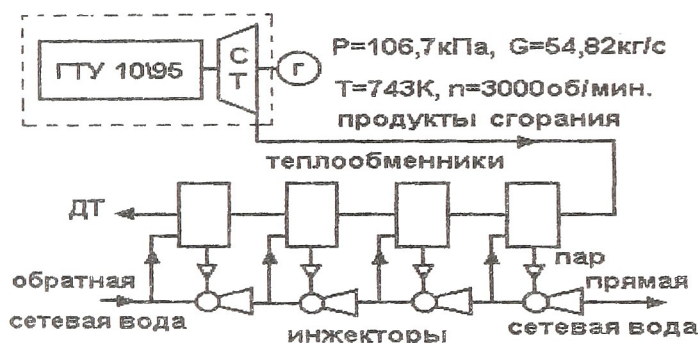 ГТУ 10\95
С
Т
Г
P=106,7кПа, G=54,82кг/с
T=743K, n=3000об/мин.
продукты сгорания
теплообменники
ДТ
пар
обратная
сетевая вода
прямая
сетевая вода
инжекторы